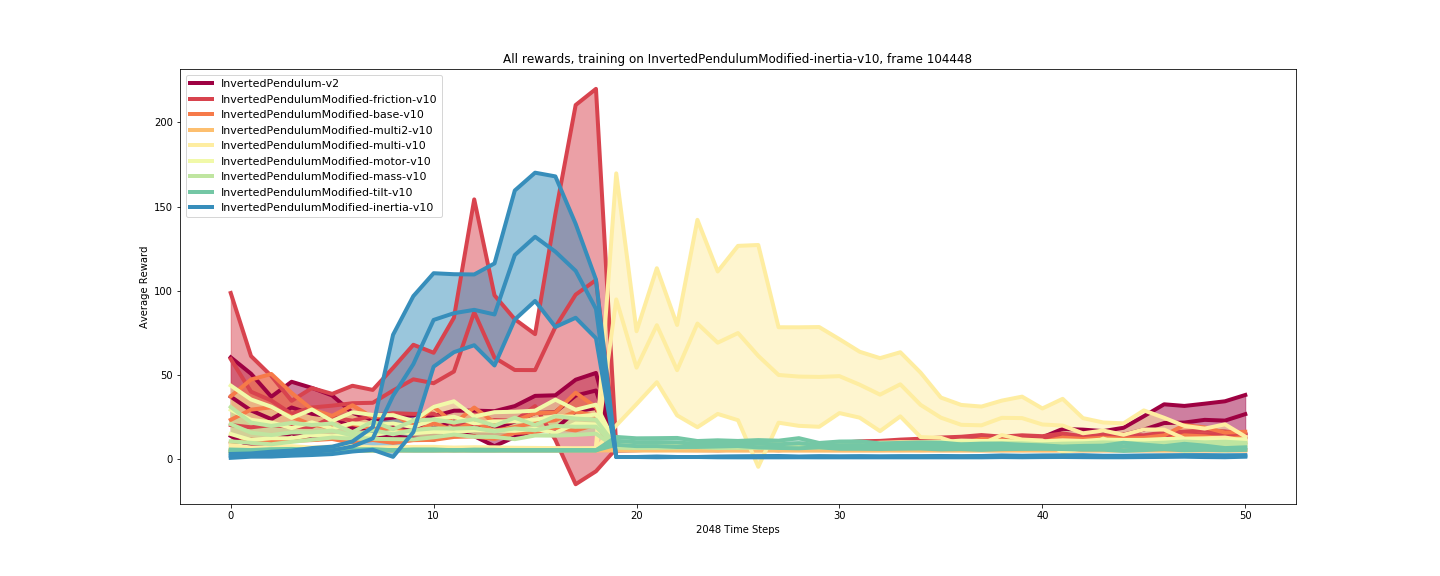 All rewards, training on InvertedPendulumModified-inertia-v10, frame 104448
InvertedPendulum-v2
InvertedPendulumModified-friction-v10
InvertedPendulumModified-base-v10
InvertedPendulumModified-multi2-v10
InvertedPendulumModified-multi-v10
InvertedPendulumModified-motor-v10
InvertedPendulumModified-mass-v10
InvertedPendulumModified-tilt-v10
InvertedPendulumModified-inertia-v10
Average Reward
200
150
100
50
0
0 10 20 30 40 50
2048 Time Steps